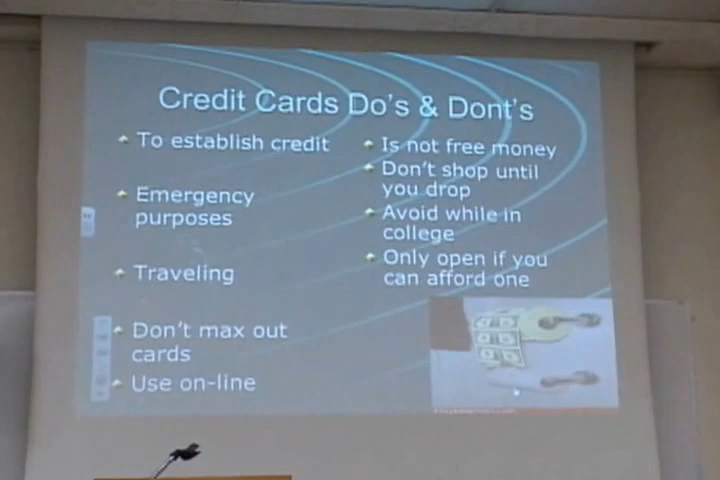 Credit Cards Do's & Dont's
To establish credit
Emergency
purposes
Traveling
Don't max out
cards
Use on-line
Is not free money
Don't shop until
you drop
Avoid while in
college
Only open if you
can afford one